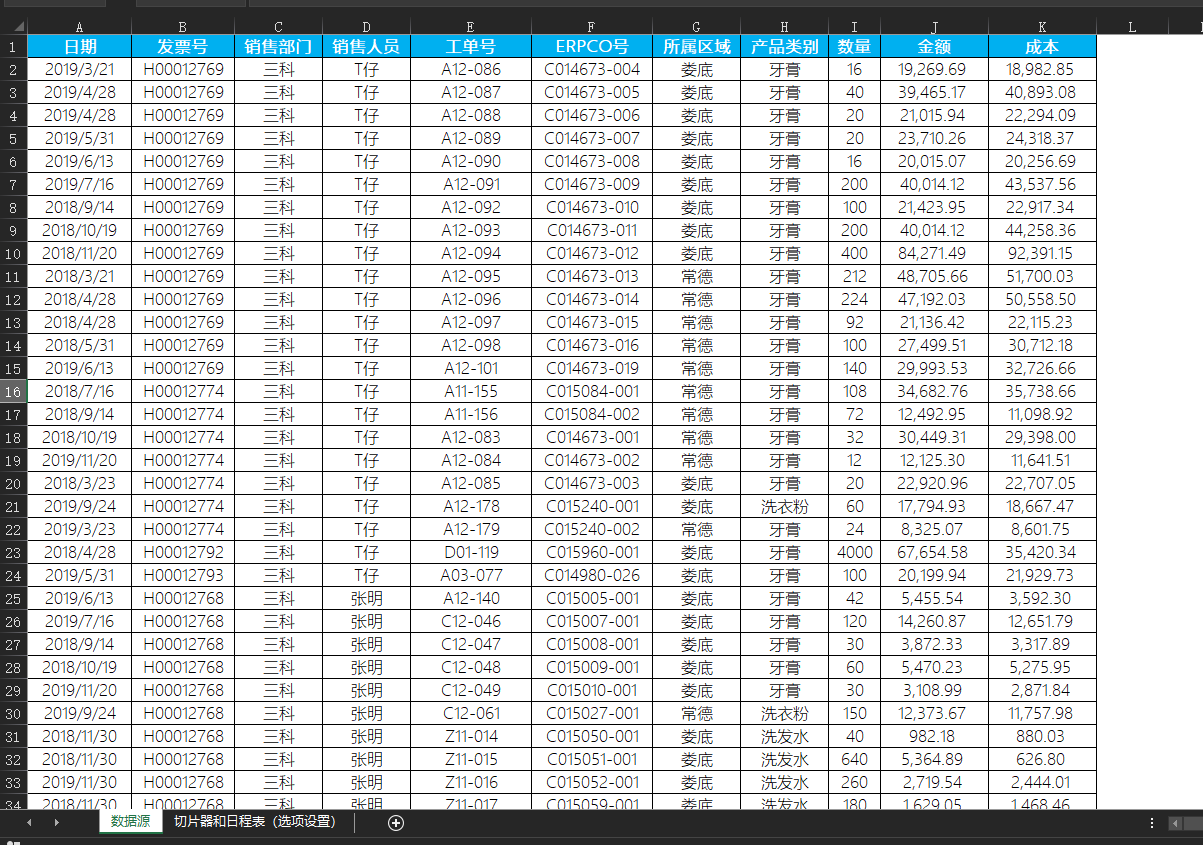 A B C D E F G H I J K L M
1 日期 发票号 销售部门 销售人员 工单号 ERPCO号 所属区域 产品类别 数量 金额 成本
2 2019/3/21 H00012769 三科 T仔 A12-086 C014673-004 娄底 牙膏 16 19,269.69 18,982.85
3 2019/4/28 H00012769 三科 T仔 A12-087 C014673-005 娄底 牙膏 40 39,465.17 40,893.08
4 2019/4/28 H00012769 三科 T仔 A12-088 C014673-006 娄底 牙膏 20 21,015.94 22,294.09
5 2019/5/31 H00012769 三科 T仔 A12-089 C014673-007 娄底 牙膏 20 23,710.26 24,318.37
6 2019/6/13 H00012769 三科 T仔 A12-090 C014673-008 娄底 牙膏 16 20,015.07 20,256.69
7 2019/7/16 H00012769 三科 T仔 A12-091 C014673-009 娄底 牙膏 200 40,014.12 43,537.56
8 2018/9/14 H00012769 三科 T仔 A12-092 C014673-010 娄底 牙膏 100 21,423.95 22,917.34
9 2018/10/19 H00012769 三科 T仔 A12-093 C014673-011 娄底 牙膏 200 40,014.12 44,258.36
10 2018/11/20 H00012769 三科 T仔 A12-094 C014673-012 娄底 牙膏 400 84,271.49 92,391.15
11 2018/3/21 H00012769 三科 T仔 A12-095 C014673-013 常德 牙膏 212 48,705.66 51,700.03
12 2018/4/28 H00012769 三科 T仔 A12-096 C014673-014 常德 牙膏 224 47,192.03 50,558.50
13 2018/4/28 H00012769 三科 T仔 A12-097 C014673-015 常德 牙膏 92 21,136.42 22,115.23
14 2018/5/31 H00012769 三科 T仔 A12-098 C014673-016 常德 牙膏 100 27,499.51 30,712.18
15 2019/6/13 H00012769 三科 T仔 A12-101 C014673-019 常德 牙膏 140 29,993.53 32,726.66
16 2018/7/16 H00012774 三科 T仔 A11-155 C015084-001 常德 牙膏 108 34,682.76 35,738.66
17 2018/9/14 H00012774 三科 T仔 A11-156 C015084-002 常德 牙膏 72 12,492.95 11,098.92
18 2018/10/19 H00012774 三科 T仔 A12-083 C014673-001 常德 牙膏 32 30,449.31 29,398.00
19 2019/11/20 H00012774 三科 T仔 A12-084 C014673-002 常德 牙膏 12 12,125.30 11,641.51
20 2018/3/23 H00012774 三科 T仔 A12-085 C014673-003 娄底 牙膏 20 22,920.96 22,707.05
21 2019/9/24 H00012774 三科 T仔 A12-178 C015240-001 娄底 洗衣粉 60 17,794.93 18,667.47
22 2019/3/23 H00012774 三科 T仔 A12-179 C015240-002 常德 牙膏 24 8,325.07 8,601.75
23 2018/4/28 H00012792 三科 T仔 D01-119 C015960-001 娄底 牙膏 4000 67,654.58 35,420.34
24 2019/5/31 H00012793 三科 T仔 A03-077 C014980-026 娄底 牙膏 100 20,199.94 21,929.73
25 2019/6/13 H00012768 三科 张明 A12-140 C015005-001 娄底 牙膏 42 5,455.54 3,592.30
26 2019/7/16 H00012768 三科 张明 C12-046 C015007-001 娄底 牙膏 120 14,260.87 12,651.79
27 2018/9/14 H00012768 三科 张明 C12-047 C015008-001 娄底 牙膏 30 3,872.33 3,317.89
28 2018/10/19 H00012768 三科 张明 C12-048 C015009-001 娄底 牙膏 60 5,470.23 5,275.95
29 2019/11/20 H00012768 三科 张明 C12-049 C015010-001 娄底 牙膏 30 3,108.99 2,871.84
30 2019/9/24 H00012768 三科 张明 C12-061 C015027-001 常德 洗衣粉 150 12,373.67 11,757.98
31 2018/11/30 H00012768 三科 张明 Z11-014 C015050-001 娄底 洗发水 40 982.18 880.03
32 2018/11/30 H00012768 三科 张明 Z11-015 C015051-001 娄底 洗发水 640 5,364.89 626.80
33 2019/11/30 H00012768 三科 张明 Z11-016 C015052-001 娄底 洗发水 260 2,719.54 2,444.01
34 2018/11/30 H00012768 三科 张明 Z11-017 C015059-001 娄底 洗发水 180 1,629.05 1,468.46
数据源 切片器和日程表（选项设置）